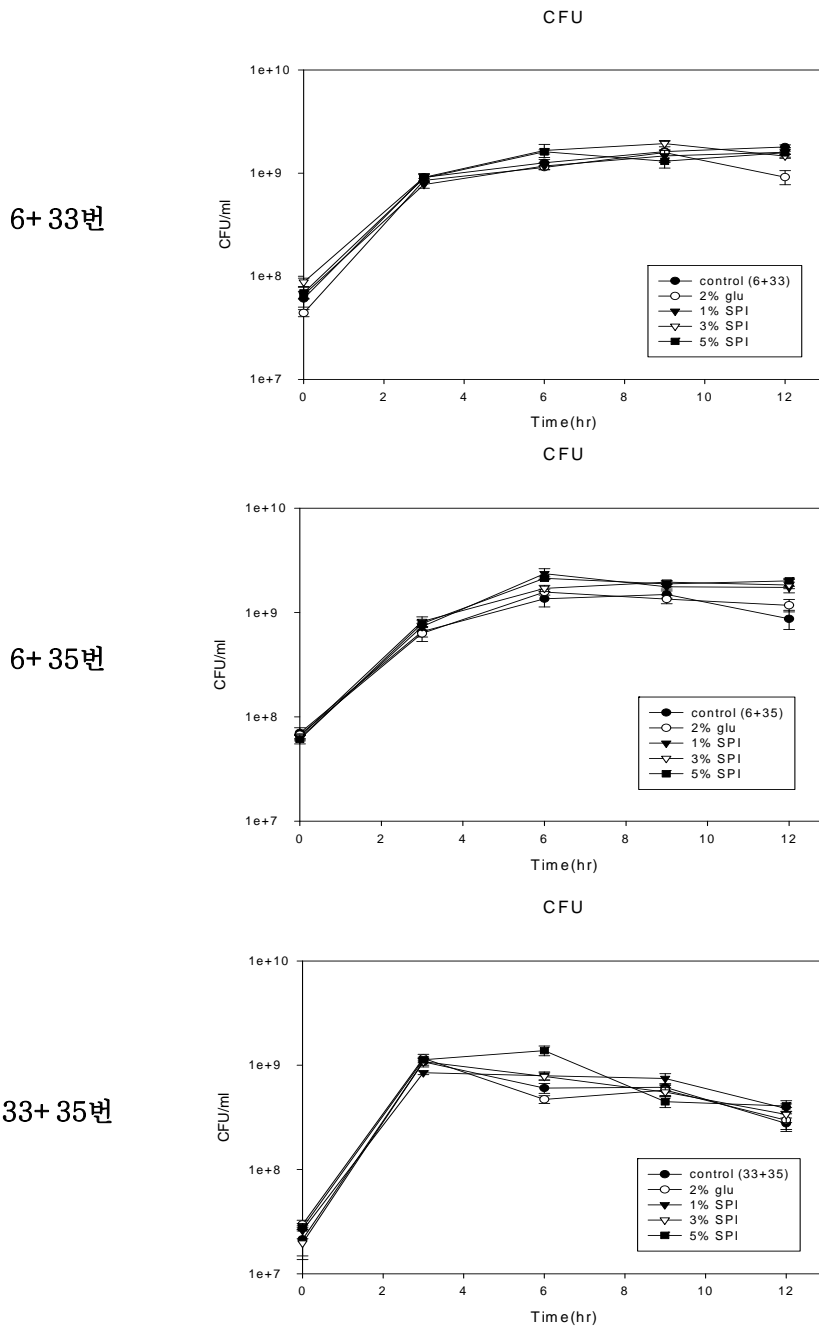 CFU
1e+10
1e+9
6+33번
CFU/ml
1e+8
control (6+33)
2% glu
1% SPI
3% SPI
5% SPI
1e+7
0 2 4 6 8 10 12
Time(hr)
CFU
1e+10
1e+9
6+35번
CFU/ml
1e+8
control (6+35)
2% glu
1% SPI
3% SPI
5% SPI
1e+7
0 2 4 6 8 10 12
Time(hr)
CFU
1e+10
1e+9
33+35번
CFU/ml
1e+8
control (33+35)
2% glu
1% SPI
3% SPI
5% SPI
1e+7
0 2 4 6 8 10 12
Time(hr)